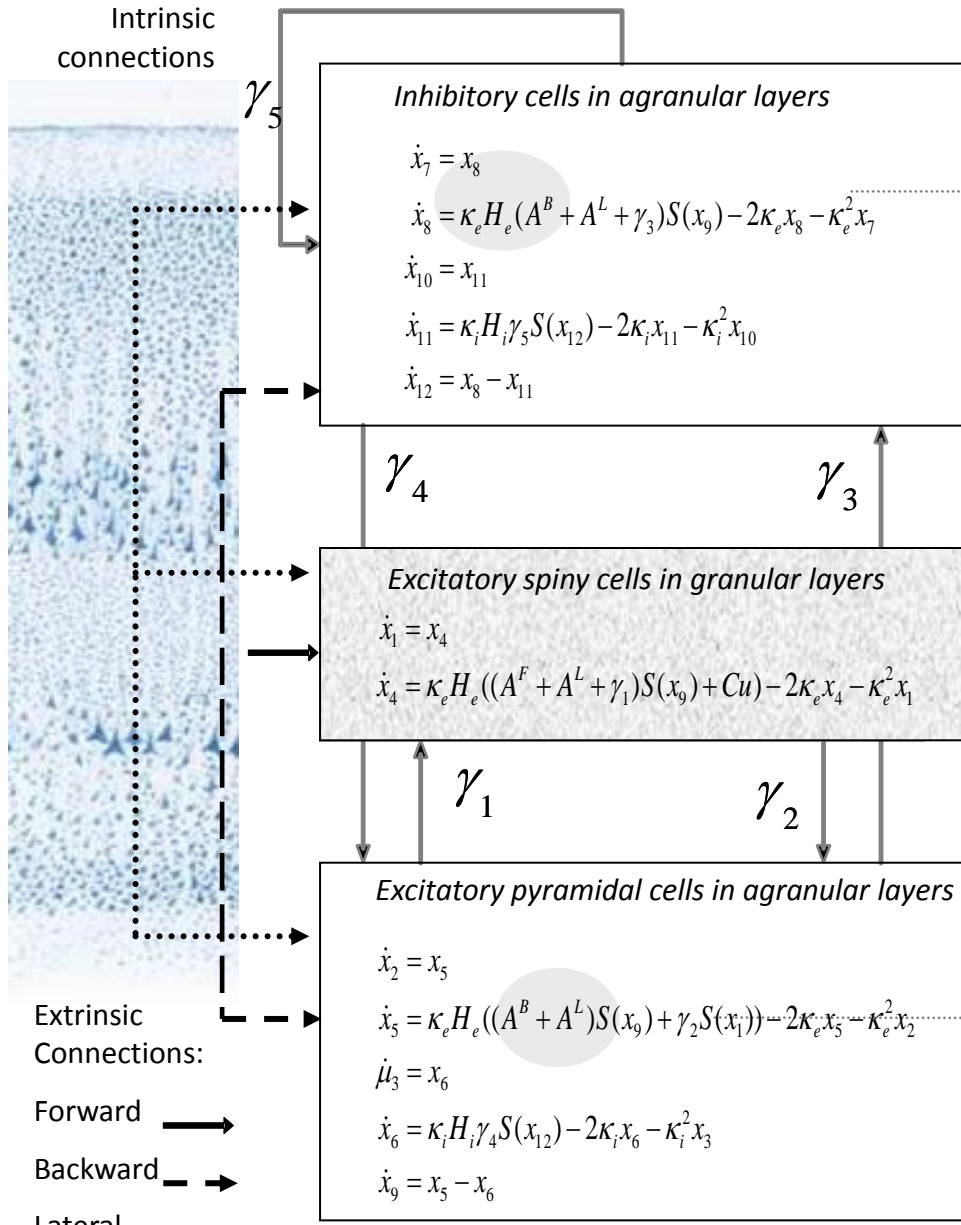 Intrinsic
connections
γ₅
Inhibitory cells in agranular layers
ẋ₇ = x₈
ẋ₈ = κₑHₑ(A^B + A^L + γ₃)S(x₉) − 2κₑx₈ − κₑ²x₇
ẋ₁₀ = x₁₁
ẋ₁₁ = κᵢHᵢγ₅S(x₁₂) − 2κᵢx₁₁ − κᵢ²x₁₀
ẋ₁₂ = x₈ − x₁₁
γ₄
γ₃
Excitatory spiny cells in granular layers
ẋ₁ = x₄
ẋ₄ = κₑHₑ((A^F + A^L + γ₁)S(x₉) + Cu) − 2κₑx₄ − κₑ²x₁
γ₁
γ₂
Excitatory pyramidal cells in agranular layers
ẋ₂ = x₅
ẋ₅ = κₑHₑ((A^B + A^L)S(x₉) + γ₂S(x₁)) − 2κₑx₅ − κₑ²x₂
μ̇₃ = x₆
ẋ₆ = κᵢHᵢγ₄S(x₁₂) − 2κᵢx₆ − κᵢ²x₃
ẋ₉ = x₅ − x₆
Extrinsic
Connections:
Forward
Backward
Lateral